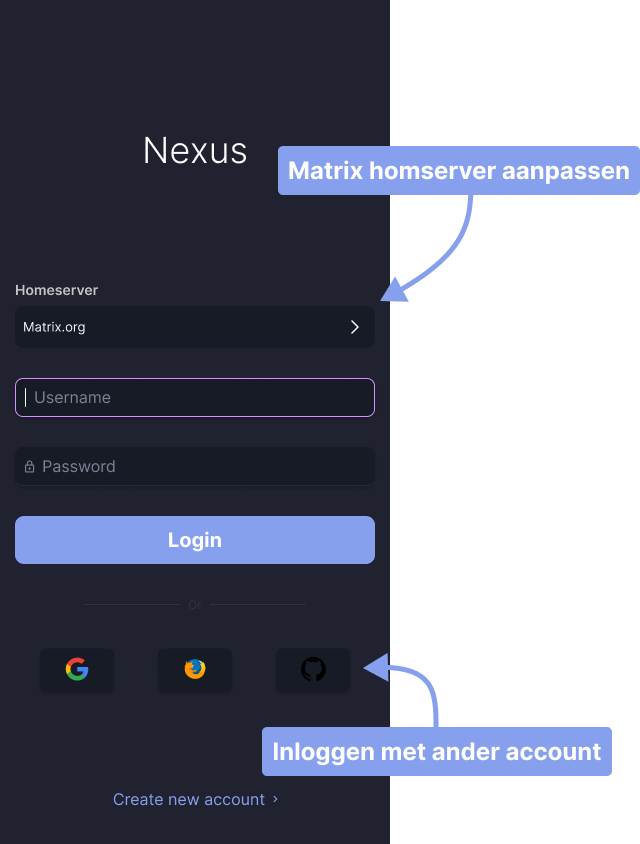 Nexus
Matrix homserver aanpassen
Homeserver
Matrix.org
Username
Password
Login
Or
Inloggen met ander account
Create new account